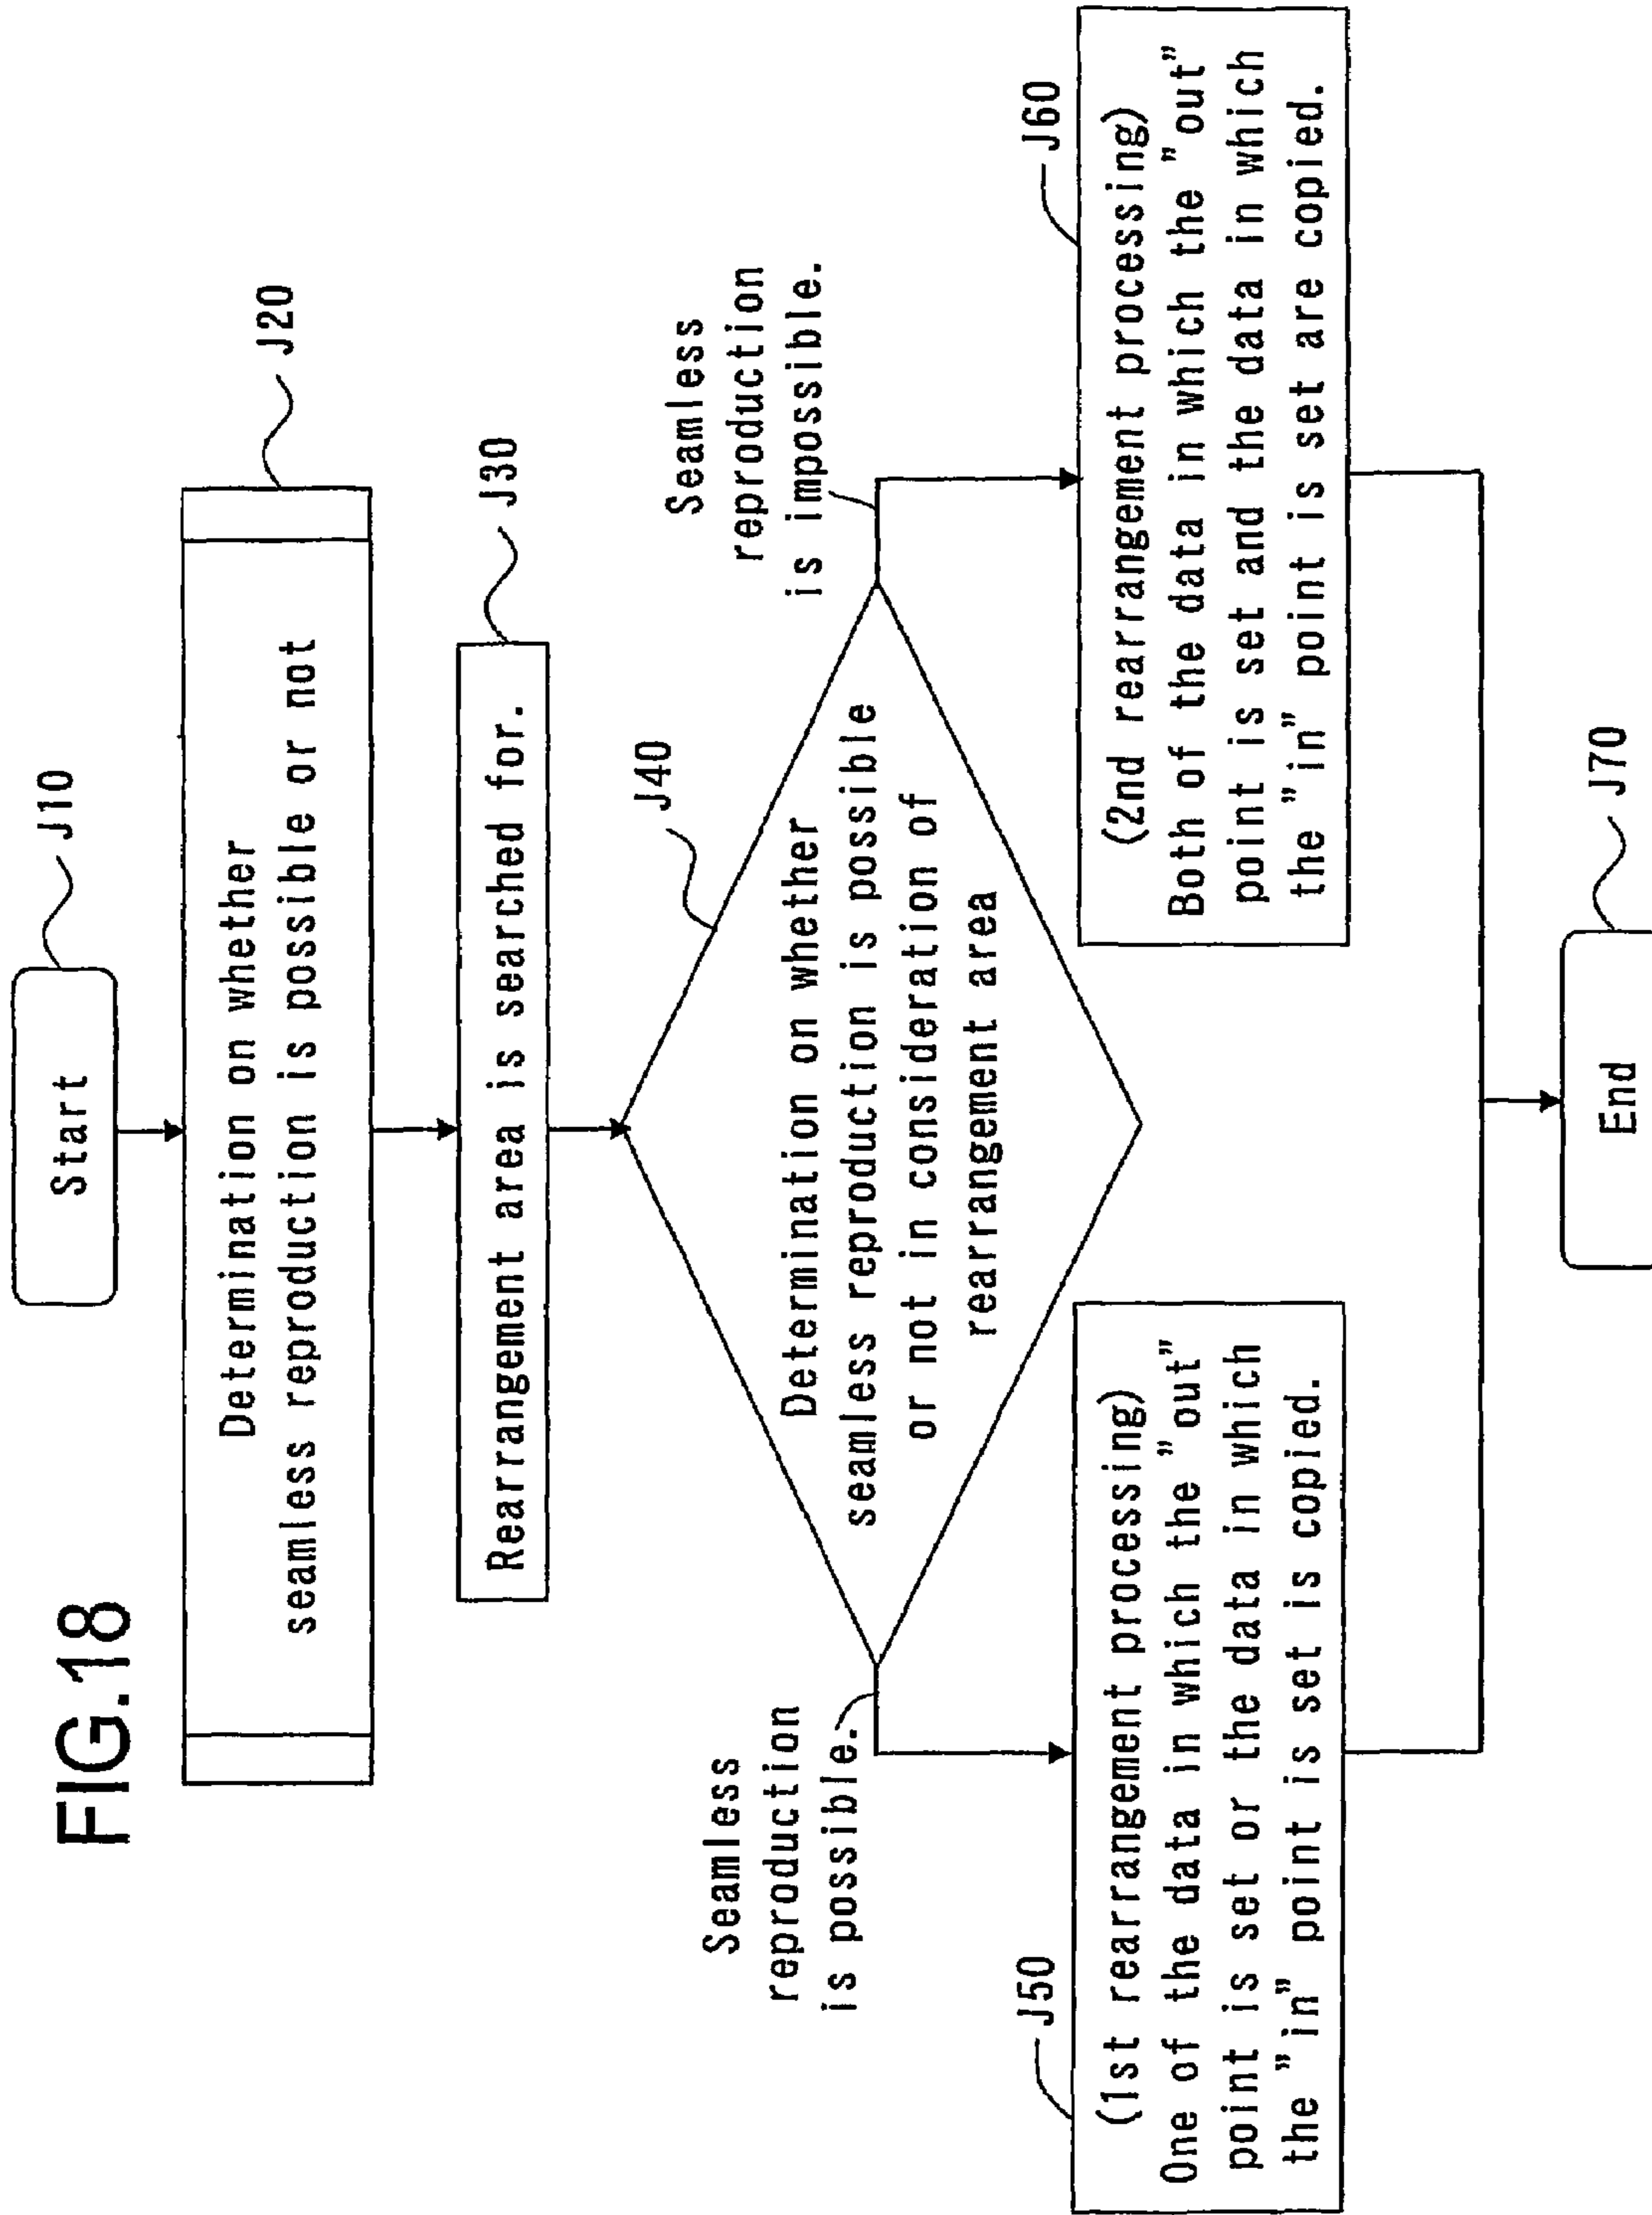 FIG.18
Start
J10
Determination on whether
seamless reproduction is possible or not
J20
Rearrangement area is searched for.
J30
Determination on whether
seamless reproduction is possible
or not in consideration of
rearrangement area
J40
Seamless
reproduction
is possible.
Seamless
reproduction
is impossible.
J50
(1st rearrangement processing)
One of the data in which the "out"
point is set or the data in which
the "in" point is set is copied.
J60
(2nd rearrangement processing)
Both of the data in which the "out"
point is set and the data in which
the "in" point is set are copied.
End
J70